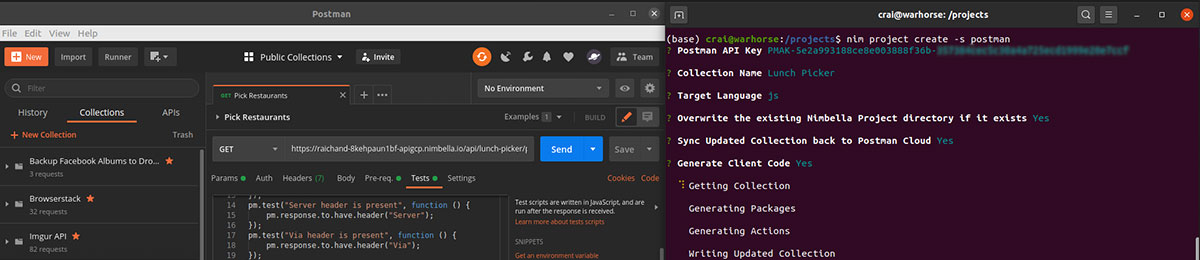 Postman
File Edit View Help
New Import Runner Public Collections Invite Team
Filter
History Collections APIs
+ New Collection Trash
Backup Facebook Albums to Dro...
3 requests
Browserstack
32 requests
Imgur API
82 requests
GET Pick Restaurants
No Environment
Pick Restaurants Examples 1 BUILD
GET https://raichand-8kehpaun1bf-apigcp.nimbella.io/api/lunch-picker/ Send Save
Params Auth Headers (7) Body Pre-req. Tests Settings Cookies Code
13 });
14 pm.test("Server header is present", function () {
15 pm.response.to.have.header("Server");
16 });
17 pm.test("Via header is present", function () {
18 pm.response.to.have.header("Via");
19 });
Test scripts are written in JavaScript, and are
run after the response is received.
Learn more about tests scripts
SNIPPETS
Get an environment variable
crai@warhorse: /projects
(base) crai@warhorse:/projects$ nim project create -s postman
? Postman API Key PMAK-5e2a993188ce8e003888f36b-
? Collection Name Lunch Picker
? Target Language js
? Overwrite the existing Nimbella Project directory if it exists Yes
? Sync Updated Collection back to Postman Cloud Yes
? Generate Client Code Yes
Getting Collection
Generating Packages
Generating Actions
Writing Updated Collection